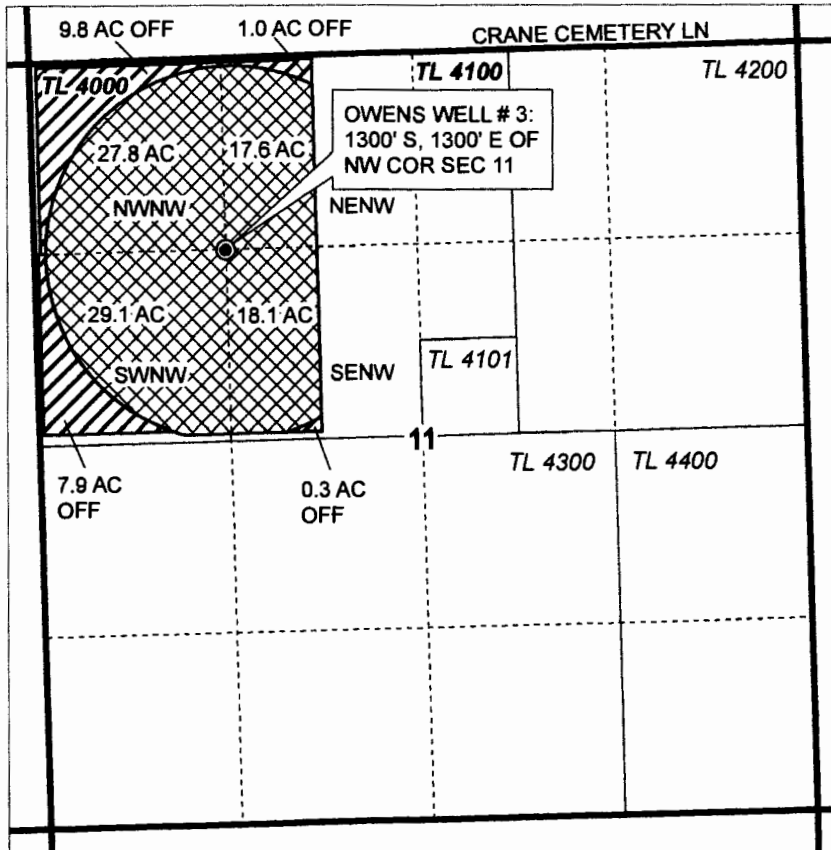 9.8 AC OFF
1.0 AC OFF
CRANE CEMETERY LN
TL 4000
TL 4100
TL 4200
OWENS WELL # 3:
1300' S, 1300' E OF
NW COR SEC 11
27.8 AC
17.6 AC
NWNW
NENW
29.1 AC
18.1 AC
SWNW
SENW
TL 4101
11
TL 4300
TL 4400
7.9 AC
OFF
0.3 AC
OFF